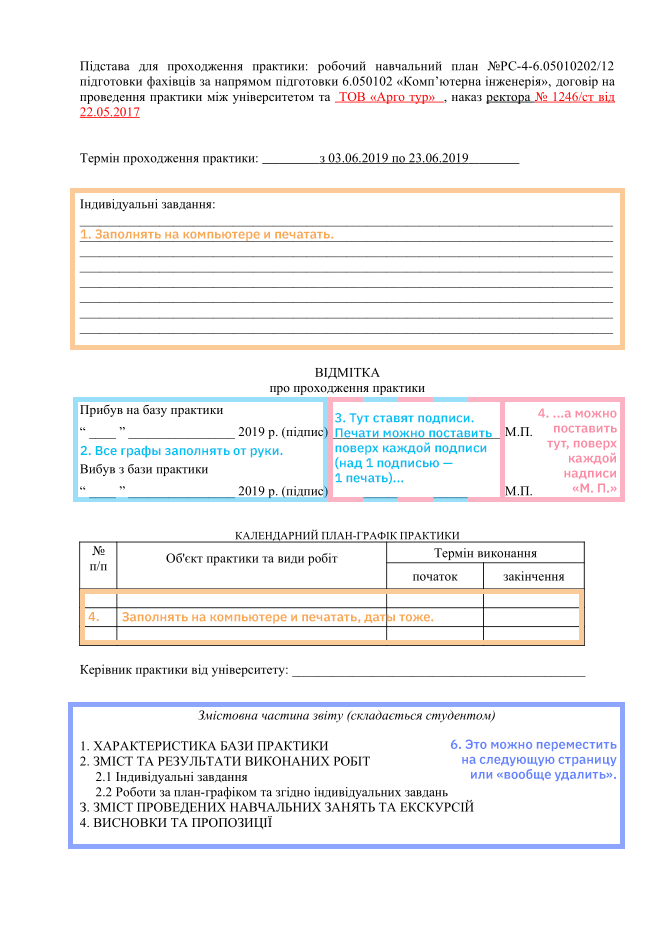 Підстава для проходження практики: робочий навчальний план №РС-4-6.05010202/12
підготовки фахівців за напрямом підготовки 6.050102 «Комп’ютерна інженерія», договір на
проведення практики між університетом та ТОВ «Арго тур» , наказ ректора № 1246/ст від
22.05.2017
Термін проходження практики: _________з 03.06.2019 по 23.06.2019________
Індивідуальні завдання:
1. Заполнять на компьютере и печатать.
ВІДМІТКА
про проходження практики
Прибув на базу практики
“ ____ ” ________________ 2019 р. (підпис)
2. Все графы заполнять от руки.
Вибув з бази практики
“ ____ ” ________________ 2019 р. (підпис)
3. Тут ставят подписи.
Печати можно поставить
поверх каждой подписи
(над 1 подписью —
1 печать)...
М.П.
М.П.
4. ...а можно
поставить
тут, поверх
каждой
надписи
«М. П.»
КАЛЕНДАРНИЙ ПЛАН-ГРАФІК ПРАКТИКИ
№
п/п
Об'єкт практики та види робіт
Термін виконання
початок
закінчення
4. Заполнять на компьютере и печатать, даты тоже.
Керівник практики від університету: ______________________________________________
Змістовна частина звіту (складається студентом)
1. ХАРАКТЕРИСТИКА БАЗИ ПРАКТИКИ
2. ЗМІСТ ТА РЕЗУЛЬТАТИ ВИКОНАНИХ РОБІТ
2.1 Індивідуальні завдання
2.2 Роботи за план-графіком та згідно індивідуальних завдань
3. ЗМІСТ ПРОВЕДЕНИХ НАВЧАЛЬНИХ ЗАНЯТЬ ТА ЕКСКУРСІЙ
4. ВИСНОВКИ ТА ПРОПОЗИЦІЇ
6. Это можно переместить
на следующую страницу
или «вообще удалить».